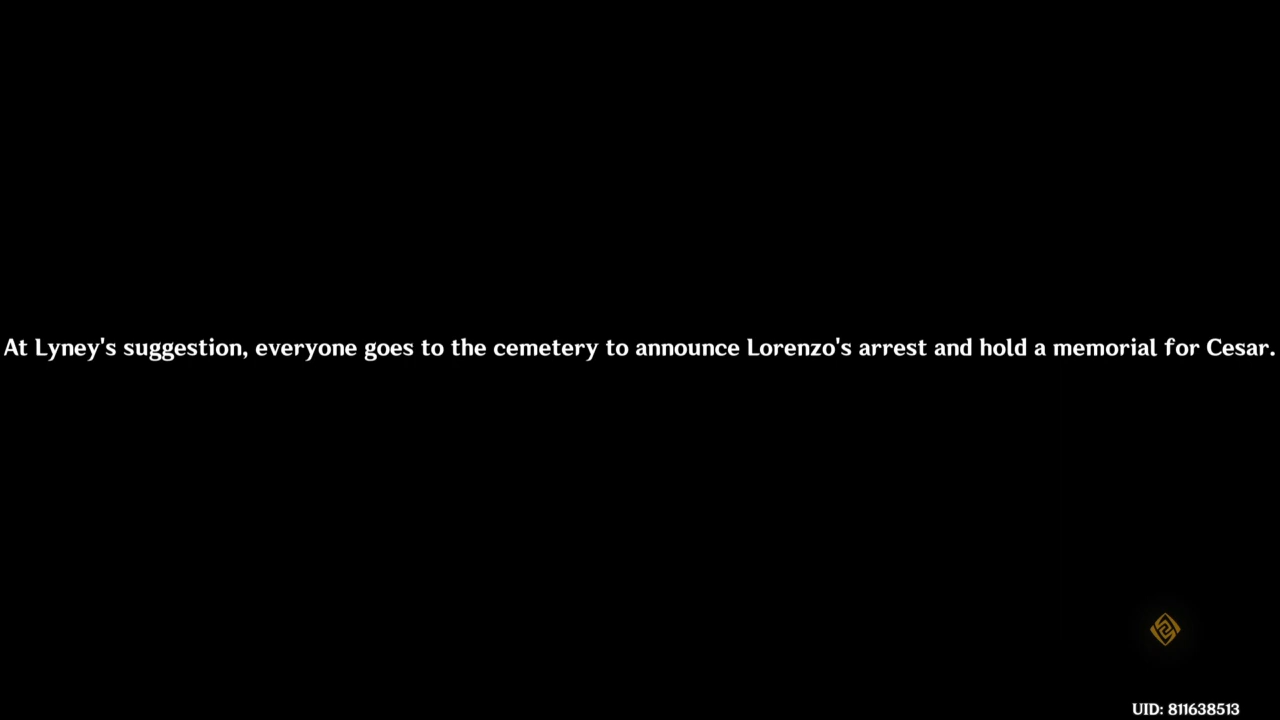 At Lyney's suggestion, everyone goes to the cemetery to announce Lorenzo's arrest and hold a memorial for Cesar.
UID: 811638513